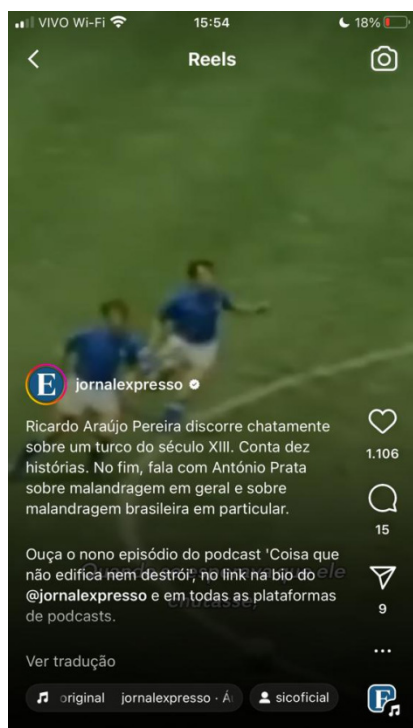 VIVO Wi-Fi 15:54 18%
Reels
E jornalexpresso
Ricardo Araújo Pereira discorre chatamente
sobre um turco do século XIII. Conta dez
histórias. No fim, fala com António Prata
sobre malandragem em geral e sobre
malandragem brasileira em particular.
Ouça o nono episódio do podcast 'Coisa que
não edifica nem destrói', no link na bio do
@jornalexpresso e em todas as plataformas
de podcasts.
1.106
15
9
ele
chutasse,
Ver tradução
original jornalexpresso · sicoficial
E